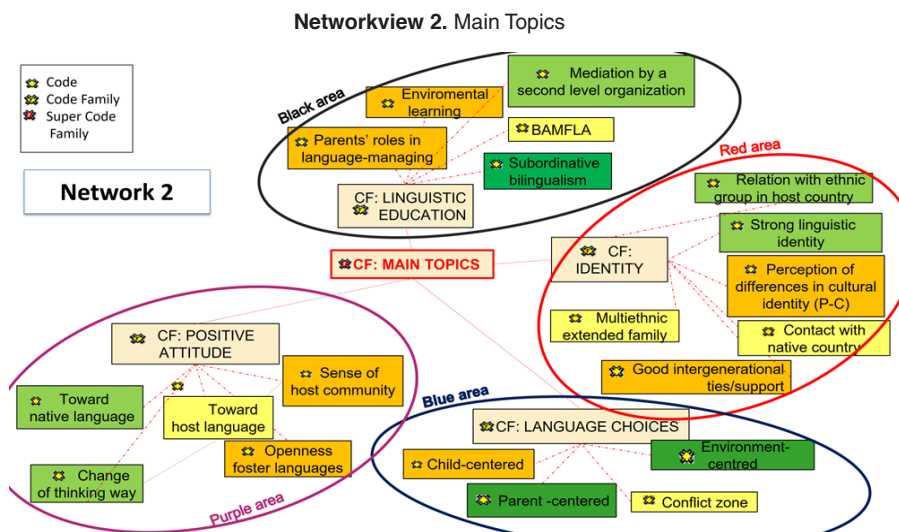 Networkview 2. Main Topics
Code
Code Family
Super Code
Family
Network 2
Black area
Enviromental
learning
Mediation by a
second level organization
Parents' roles in
language-managing
BAMFLA
Subordinative
bilingualism
CF: LINGUISTIC
EDUCATION
Red area
Relation with ethnic
group in host country
Strong linguistic
identity
CF:
IDENTITY
Perception of
differences in cultural
identity (P-C)
Multiethnic
extended family
Contact with
native country
Good intergenerational
ties/support
CF: MAIN TOPICS
CF: POSITIVE
ATTITUDE
Sense of
host community
Toward
native language
Toward
host language
Openness
foster languages
Change
of thinking way
Purple area
Blue area
CF: LANGUAGE CHOICES
Environment-
centred
Child-centered
Parent -centered
Conflict zone